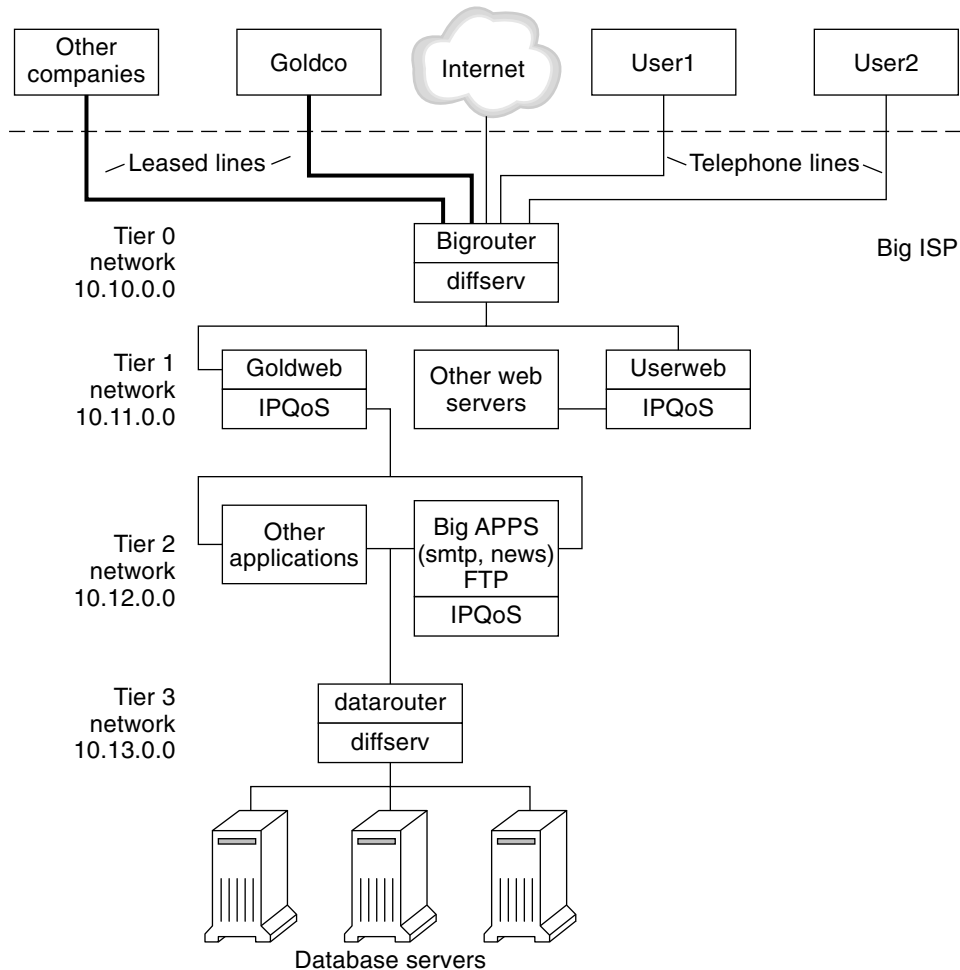 Other
companies
Goldco
Internet
User1
User2
Leased lines
Telephone lines
Tier 0
network
10.10.0.0
Bigrouter
diffserv
Big ISP
Tier 1
network
10.11.0.0
Goldweb
IPQoS
Other web
servers
Userweb
IPQoS
Tier 2
network
10.12.0.0
Other
applications
Big APPS
(smtp, news)
FTP
IPQoS
Tier 3
network
10.13.0.0
datarouter
diffserv
Database servers